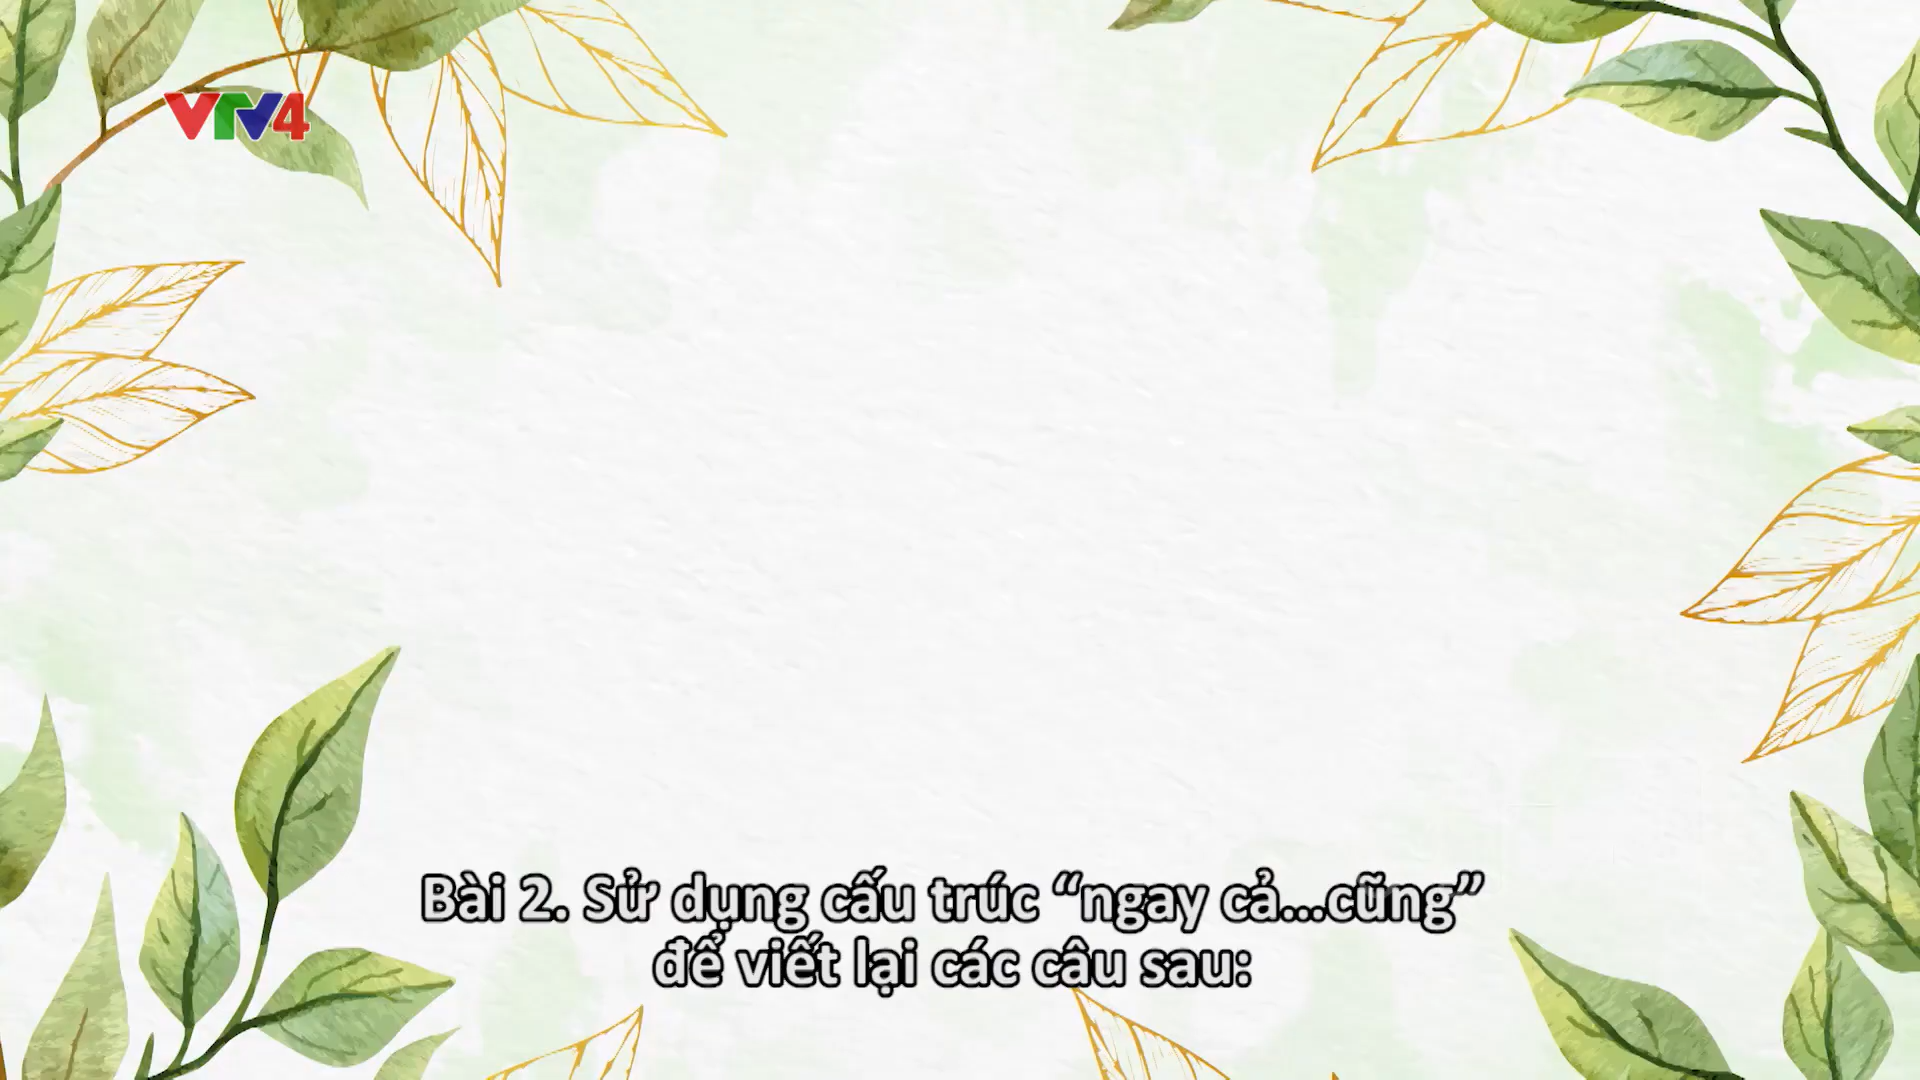 VTV4
Bài 2. Sử dụng cấu trúc “ngay cả...cũng”
để viết lại các câu sau: